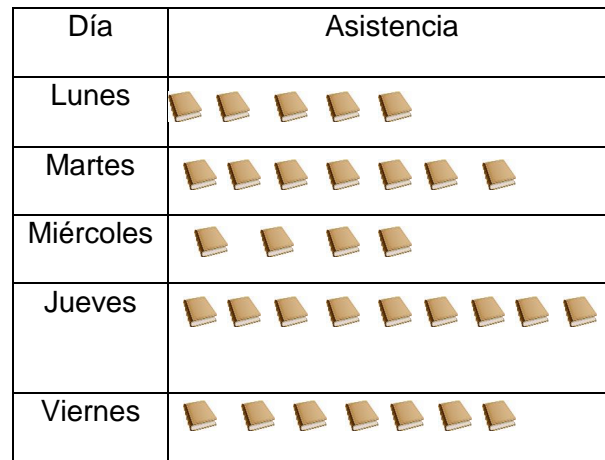 Día Asistencia
Lunes
Martes
Miércoles
Jueves
Viernes